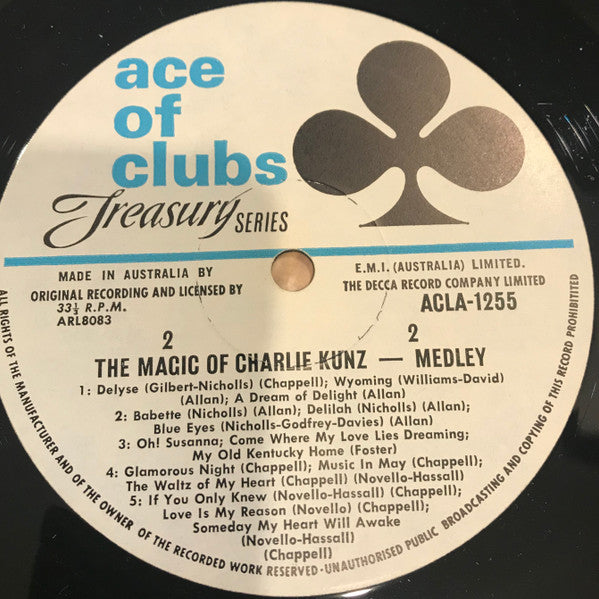 ace
of
clubs
Treasury SERIES
MADE IN AUSTRALIA BY E.M.I. (AUSTRALIA) LIMITED.
ORIGINAL RECORDING AND LICENSED BY THE DECCA RECORD COMPANY LIMITED
33⅓ R.P.M. ACLA-1255
ARL8083
2 2
THE MAGIC OF CHARLIE KUNZ — MEDLEY
1: Delyse (Gilbert-Nicholls) (Chappell); Wyoming (Williams-David)
(Allan); A Dream of Delight (Allan)
2: Babette (Nicholls) (Allan); Delilah (Nicholls) (Allan);
Blue Eyes (Nicholls-Godfrey-Davies) (Allan)
3: Oh! Susanna; Come Where My Love Lies Dreaming;
My Old Kentucky Home (Foster)
4: Glamorous Night (Chappell); Music In May (Chappell);
The Waltz of My Heart (Chappell) (Novello-Hassall)
5: If You Only Knew (Novello-Hassall) (Chappell);
Love Is My Reason (Novello) (Chappell);
Someday My Heart Will Awake
(Novello-Hassall)
(Chappell)
ALL RIGHTS OF THE MANUFACTURER AND OF THE OWNER OF THE RECORDED WORK RESERVED·UNAUTHORISED PUBLIC BROADCASTING AND COPYING OF THIS RECORD PROHIBITITED